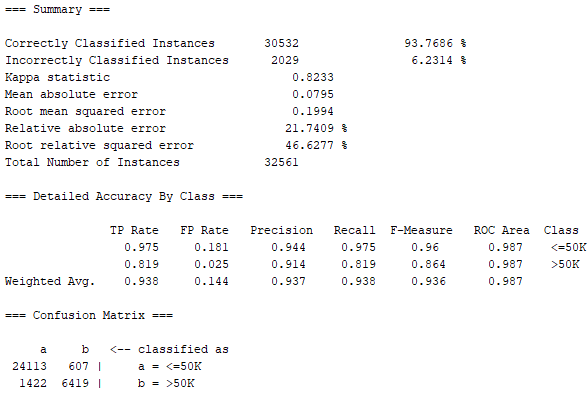 === Summary ===
Correctly Classified Instances 30532 93.7686 %
Incorrectly Classified Instances 2029 6.2314 %
Kappa statistic 0.8233
Mean absolute error 0.0795
Root mean squared error 0.1994
Relative absolute error 21.7409 %
Root relative squared error 46.6277 %
Total Number of Instances 32561
=== Detailed Accuracy By Class ===
TP Rate FP Rate Precision Recall F-Measure ROC Area Class
0.975 0.181 0.944 0.975 0.96 0.987 <=50K
0.819 0.025 0.914 0.819 0.864 0.987 >50K
Weighted Avg. 0.938 0.144 0.937 0.938 0.936 0.987
=== Confusion Matrix ===
a b <-- classified as
24113 607 | a = <=50K
1422 6419 | b = >50K